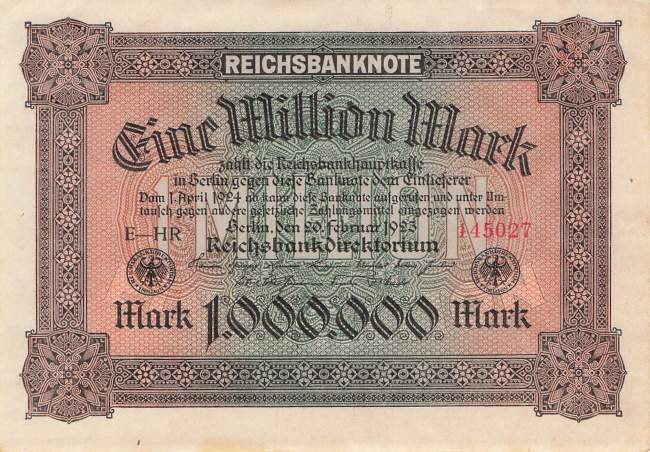 REICHSBANKNOTE
Eine Million Mark
zahlt die Reichsbankhauptkasse
in Berlin gegen diese Banknote dem Einlieferer
Vom 1. April 1924 ab kann diese Banknote aufgerufen und unter Um-
tausch gegen andere gesetzliche Zahlungsmittel eingezogen werden
Berlin, den 20. Februar 1923
E–HR
145027
Reichsbankdirektorium
Mark 1.000.000 Mark